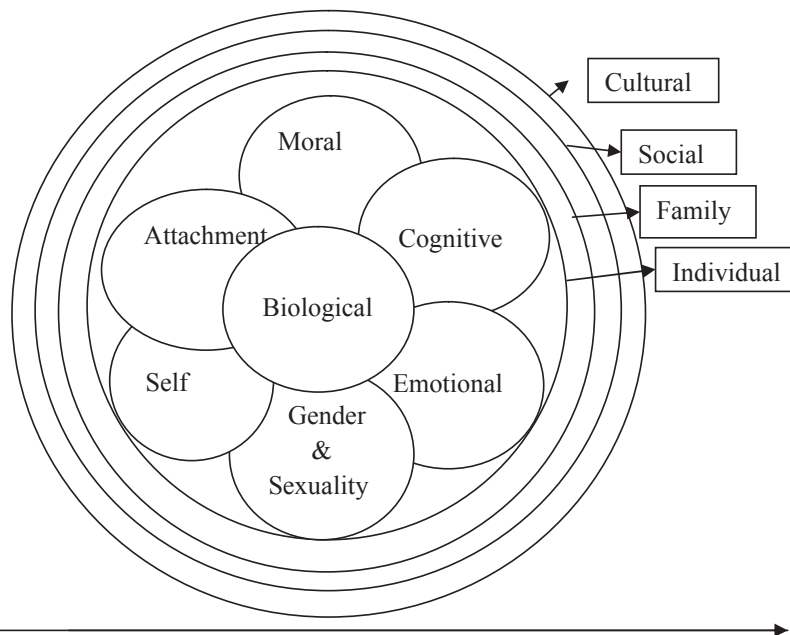 Cultural
Moral
Social
Family
Attachment
Cognitive
Individual
Biological
Self
Emotional
Gender
&
Sexuality